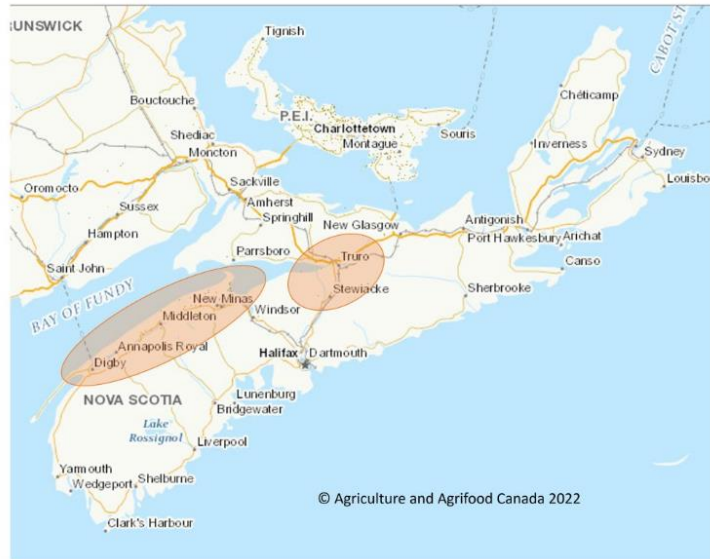 RUNSWICK
Tignish
CABOT ST
Chéticamp
Bouctouche
P.E.I.
Charlottetown
Souris
Shediac
Montague
Inverness
Moncton
Sydney
Sackville
Louisbo
Oromocto
Amherst
Sussex
Springhill
New Glasgow
Antigonish
Hampton
Port Hawkesbury
Arichat
Parrsboro
Truro
Saint John
Canso
BAY OF FUNDY
New Minas
Stewiacke
Sherbrooke
Middleton
Windsor
Annapolis Royal
Halifax
Dartmouth
Digby
NOVA SCOTIA
Lunenburg
Bridgewater
Lake
Rossignol
Liverpool
Yarmouth
Wedgeport
Shelburne
© Agriculture and Agrifood Canada 2022
Clark's Harbour